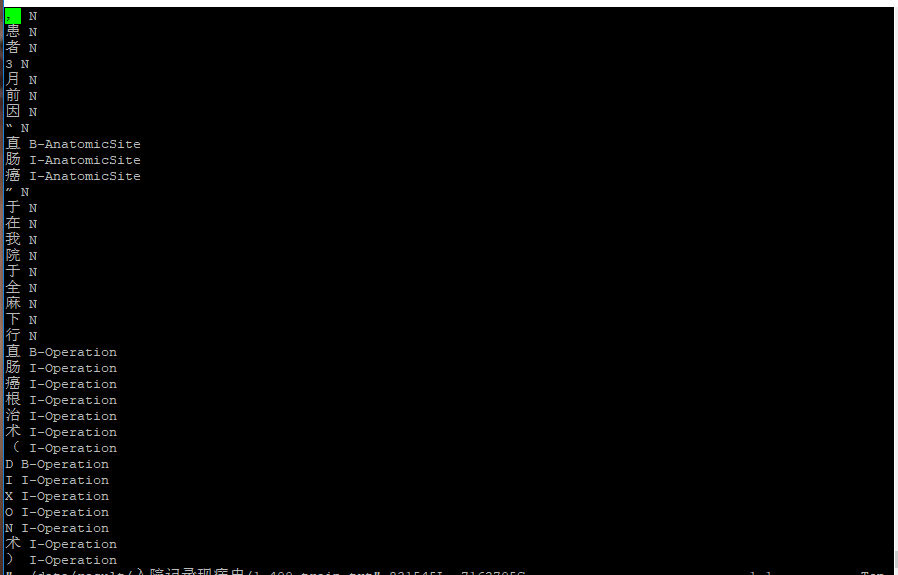 ， N
患 N
者 N
3 N
月 N
前 N
因 N
“ N
直 B-AnatomicSite
肠 I-AnatomicSite
癌 I-AnatomicSite
” N
于 N
在 N
我 N
院 N
于 N
全 N
麻 N
下 N
行 N
直 B-Operation
肠 I-Operation
癌 I-Operation
根 I-Operation
治 I-Operation
术 I-Operation
（ I-Operation
D B-Operation
I I-Operation
X I-Operation
O I-Operation
N I-Operation
术 I-Operation
） I-Operation